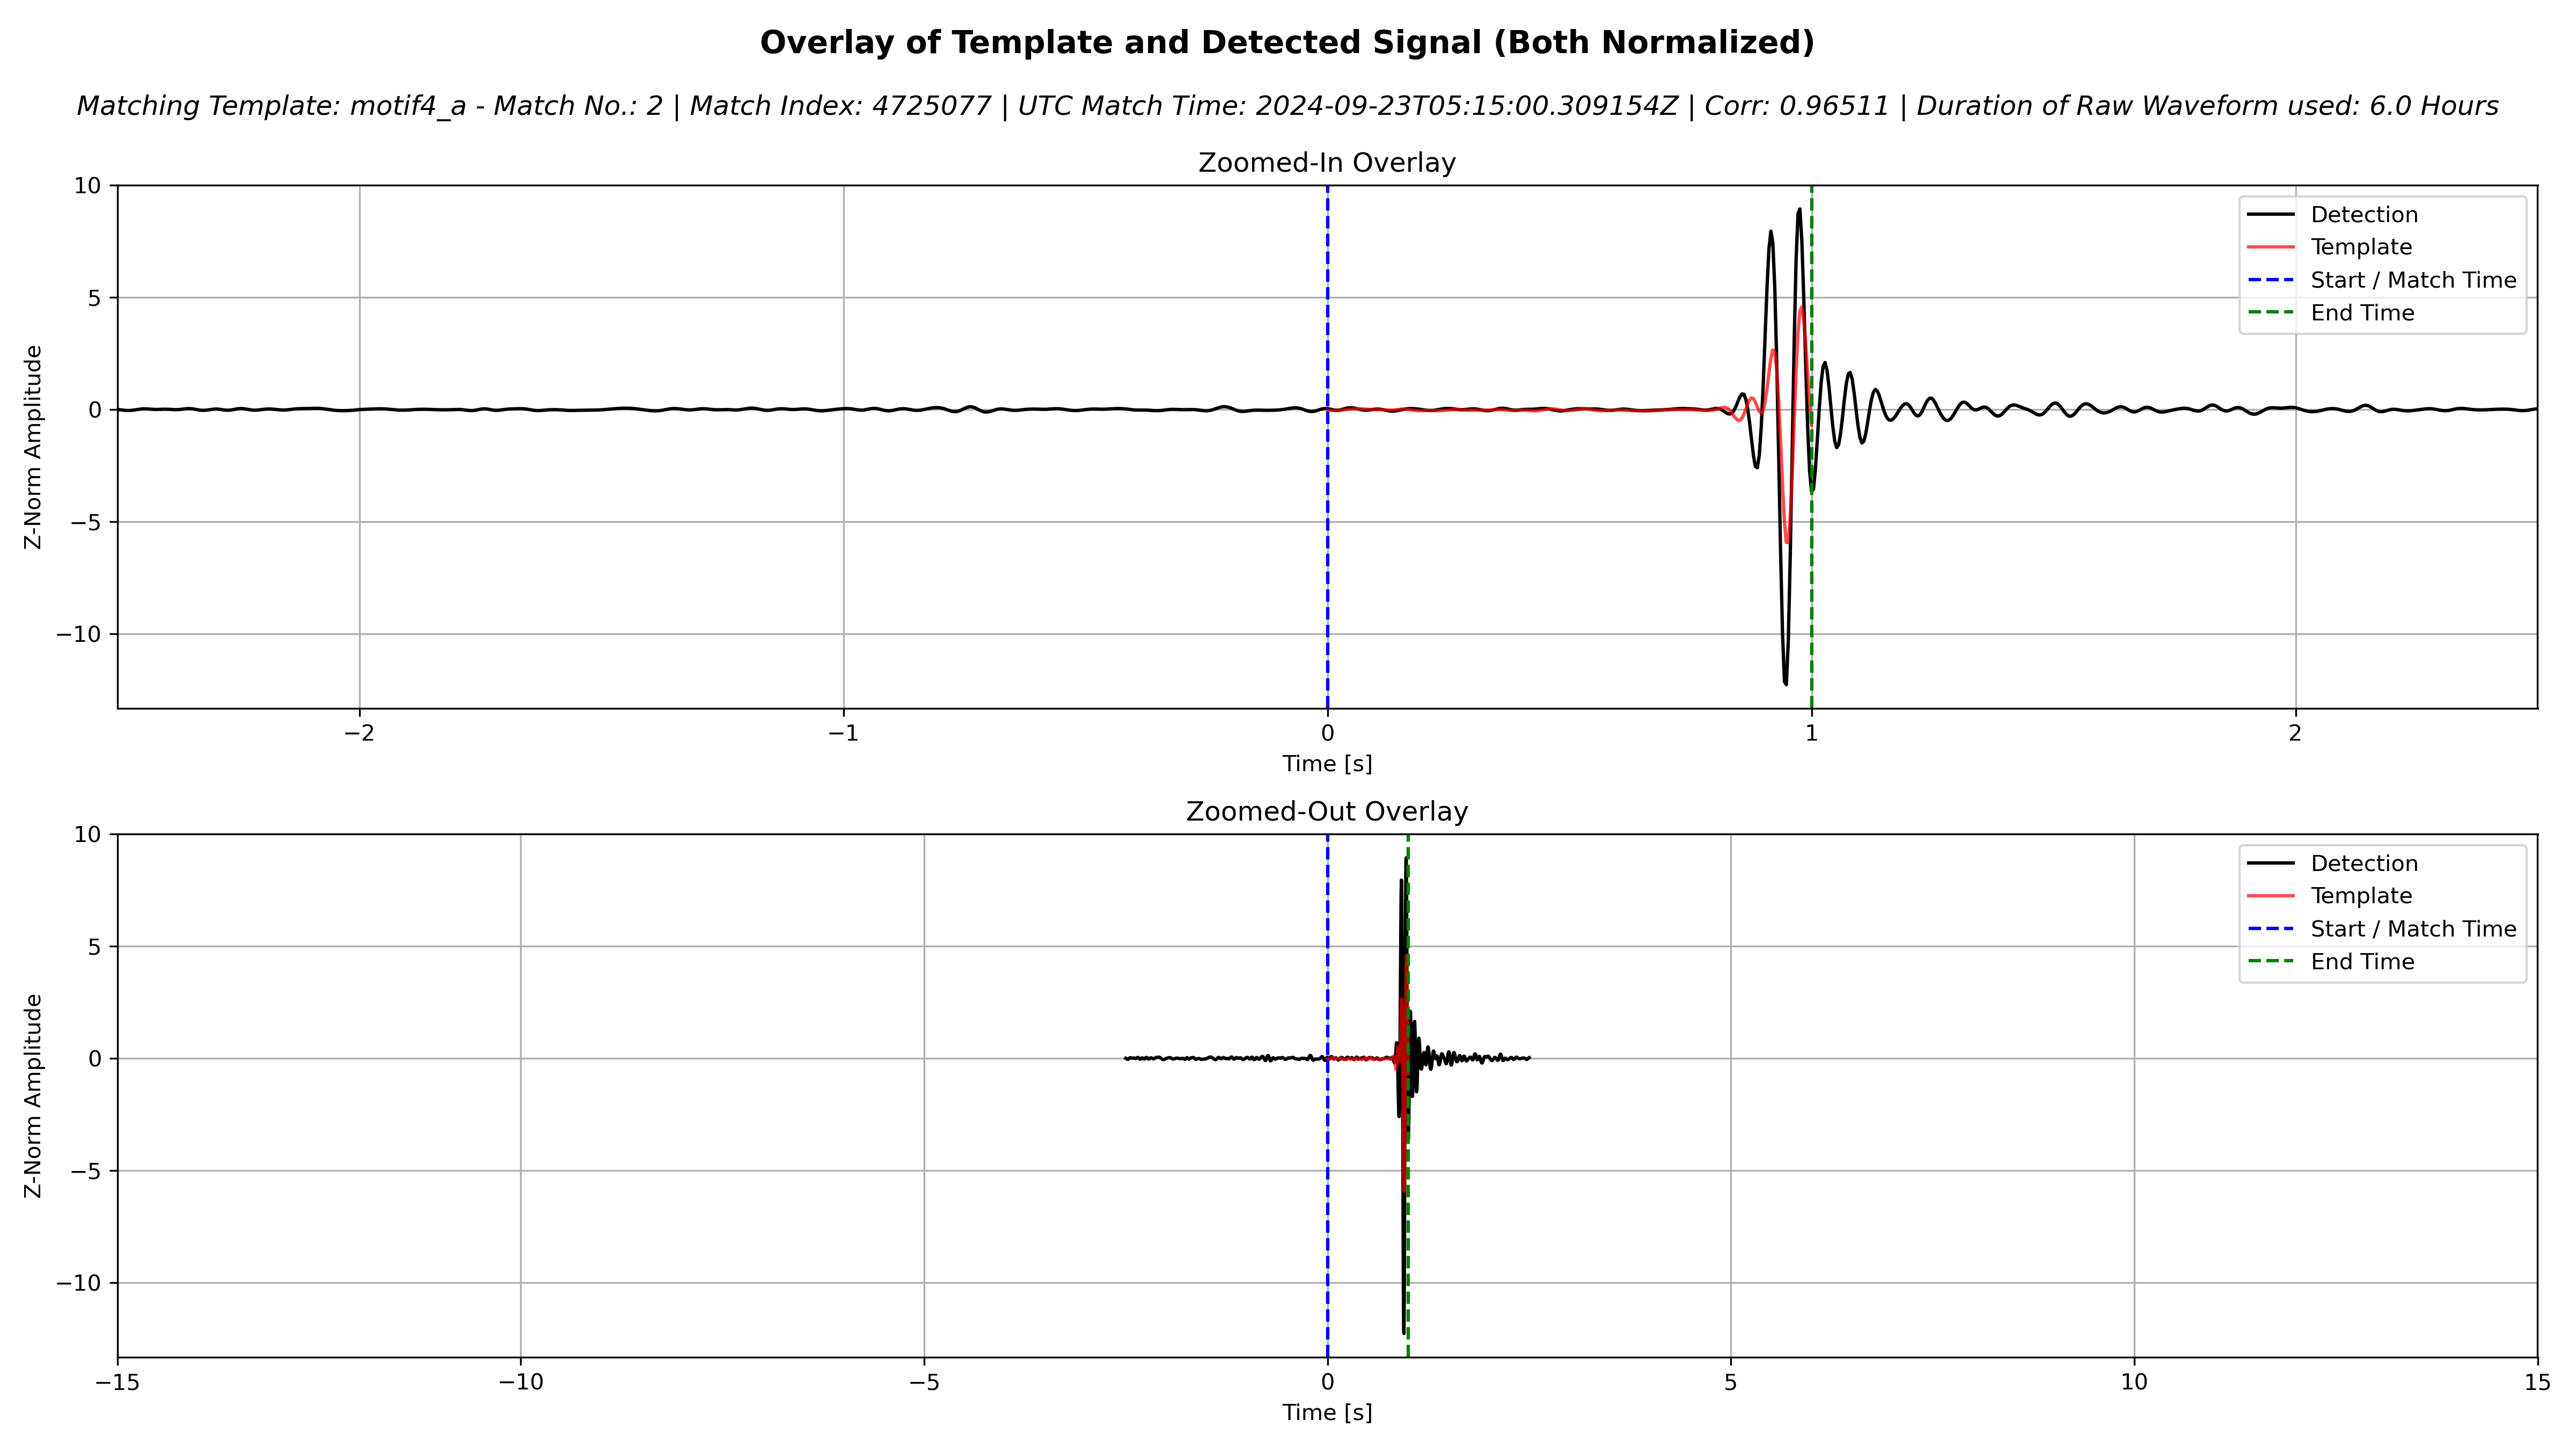 Overlay of Template and Detected Signal (Both Normalized)
Matching Template: motif4_a - Match No.: 2 | Match Index: 4725077 | UTC Match Time: 2024-09-23T05:15:00.309154Z | Corr: 0.96511 | Duration of Raw Waveform used: 6.0 Hours
Zoomed-In Overlay
Z-Norm Amplitude
10
5
0
−5
−10
Detection
Template
Start / Match Time
End Time
−2
−1
0
1
2
Time [s]
Zoomed-Out Overlay
Z-Norm Amplitude
10
5
0
−5
−10
Detection
Template
Start / Match Time
End Time
−15
−10
−5
0
5
10
15
Time [s]